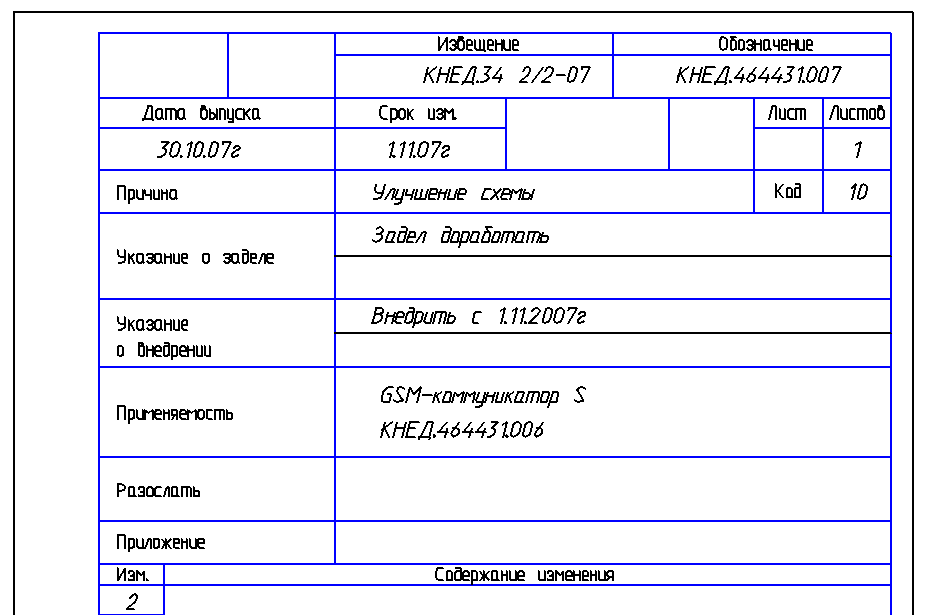 Извещение Обозначение
КНЕД.34 2/2-07 КНЕД.464431.007
Дата выпуска Срок изм. Лист Листов
30.10.07г 1.11.07г 1
Причина Улучшение схемы Код 10
Задел доработать
Указание о заделе
Внедрить с 1.11.2007г
Указание
о внедрении
GSM-коммуникатор S
Применяемость
КНЕД.464431.006
Разослать
Приложение
Изм. Содержание изменения
2